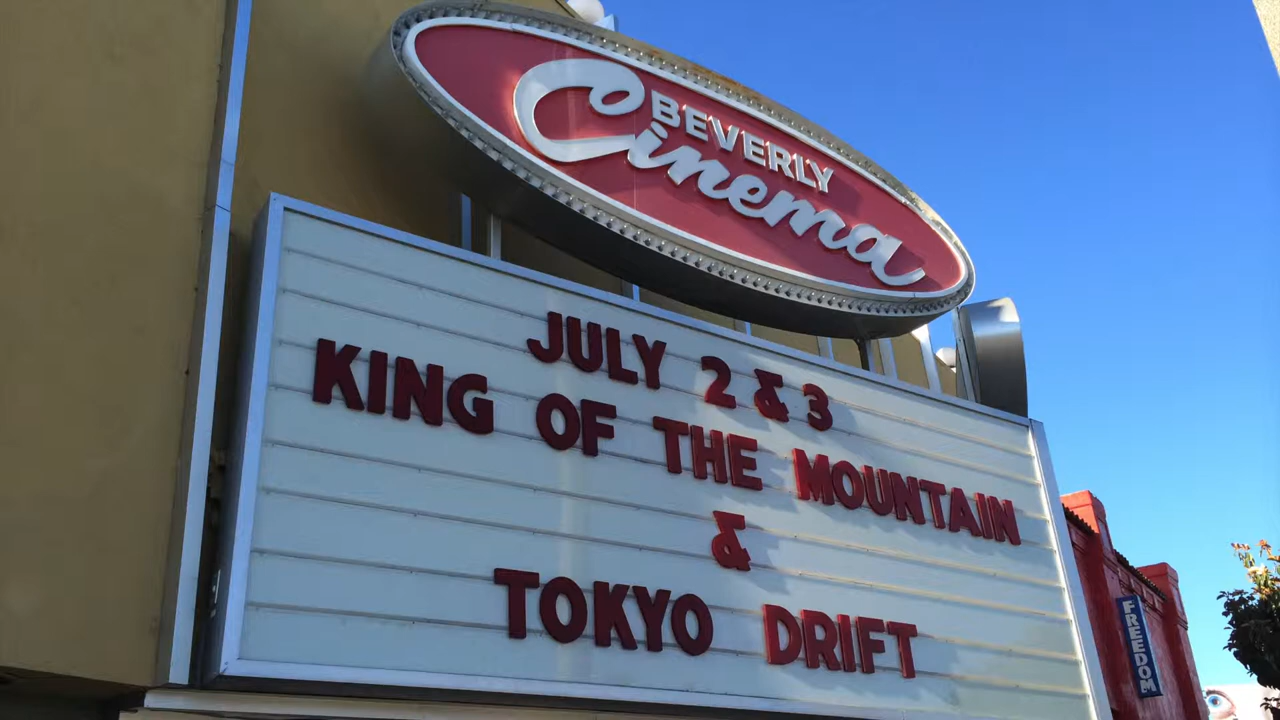 BEVERLY
Cinema
JULY 2 & 3
KING OF THE MOUNTAIN
&
TOKYO DRIFT
FREEDOM